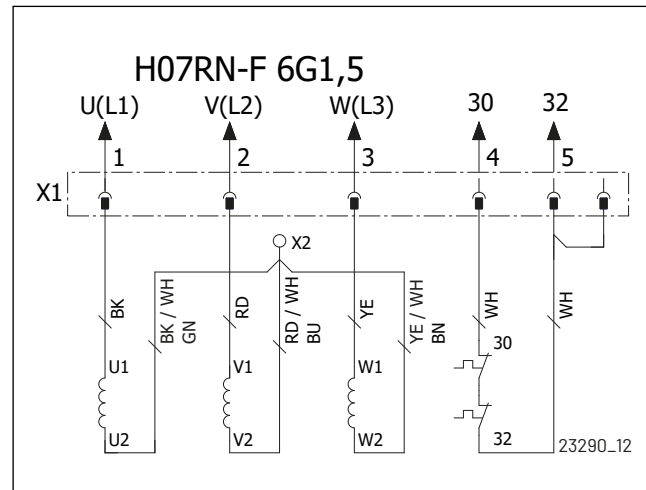 H07RN-F 6G1,5
U(L1) V(L2) W(L3) 30 32
1 2 3 4 5
X1
X2
BK BK / WH GN RD RD / WH BU YE YE / WH BN WH WH
30
U1 V1 W1
U2 V2 W2 32
23290_12